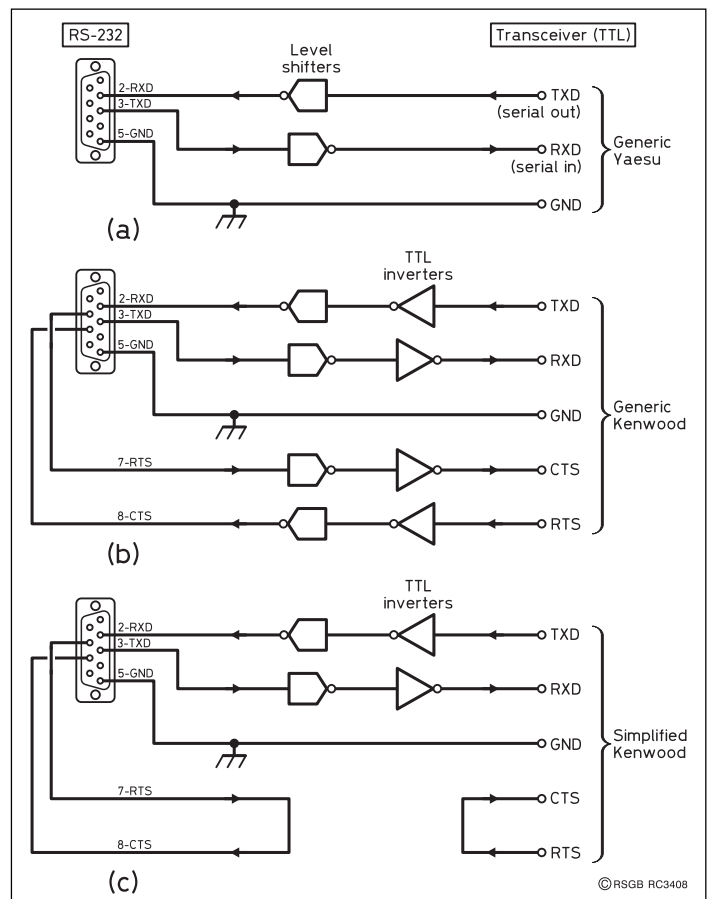 RS-232
Transceiver (TTL)
Level
shifters
2-RXD
3-TXD
5-GND
TXD
(serial out)
RXD
(serial in)
GND
Generic
Yaesu
(a)
TTL
inverters
2-RXD
3-TXD
5-GND
7-RTS
8-CTS
TXD
RXD
GND
CTS
RTS
Generic
Kenwood
(b)
TTL
inverters
2-RXD
3-TXD
5-GND
7-RTS
8-CTS
TXD
RXD
GND
CTS
RTS
Simplified
Kenwood
(c)
© RSGB RC3408